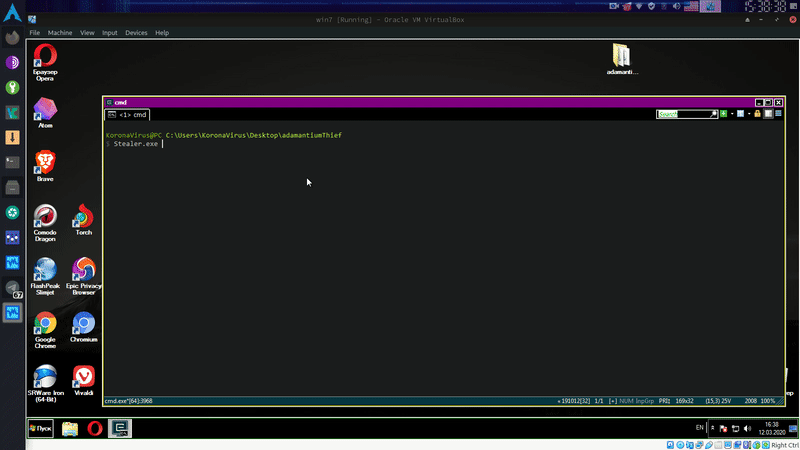 15:38:38
win7 [Running] – Oracle VM VirtualBox
File Machine View Input Devices Help
Браузер Opera
adamanti...
Atom
Brave
Comodo Dragon
Torch
FlashPeak Slimjet
Epic Privacy Browser
Google Chrome
Chromium
SRWare Iron (64-Bit)
Vivaldi
cmd
<1> cmd
Search
KoronaVirus@PC C:\Users\KoronaVirus\Desktop\adamantiumThief
$ Stealer.exe
cmd.exe*[64]:3968
191012[32] 1/1 [+] NUM InpGrp PRI: 169x32 (15,3) 25V 2008 100%
Пуск
EN
16:38
12.03.2020
Right Ctrl